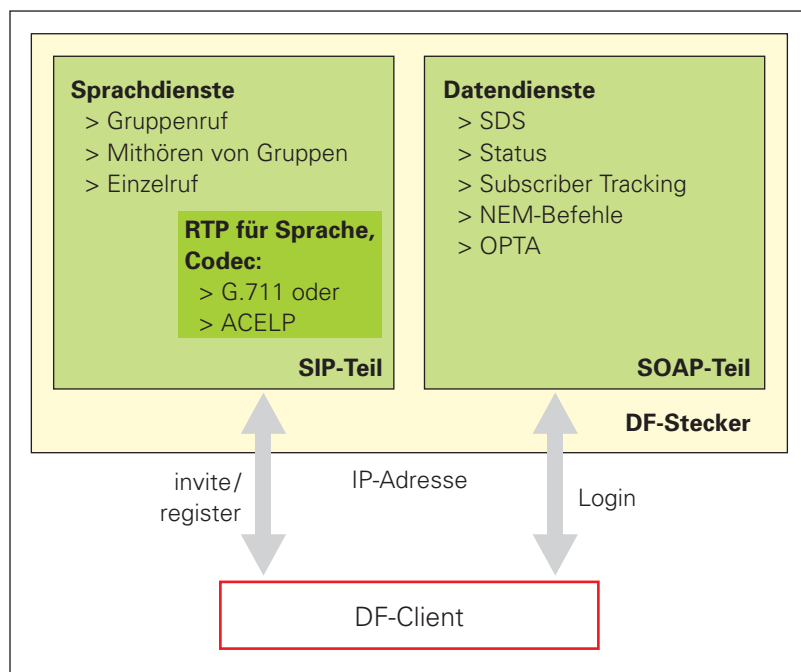 Sprachdienste
> Gruppenruf
> Mithören von Gruppen
> Einzelruf
RTP für Sprache,
Codec:
> G.711 oder
> ACELP
SIP-Teil
Datendienste
> SDS
> Status
> Subscriber Tracking
> NEM-Befehle
> OPTA
SOAP-Teil
DF-Stecker
invite/
register
IP-Adresse
Login
DF-Client